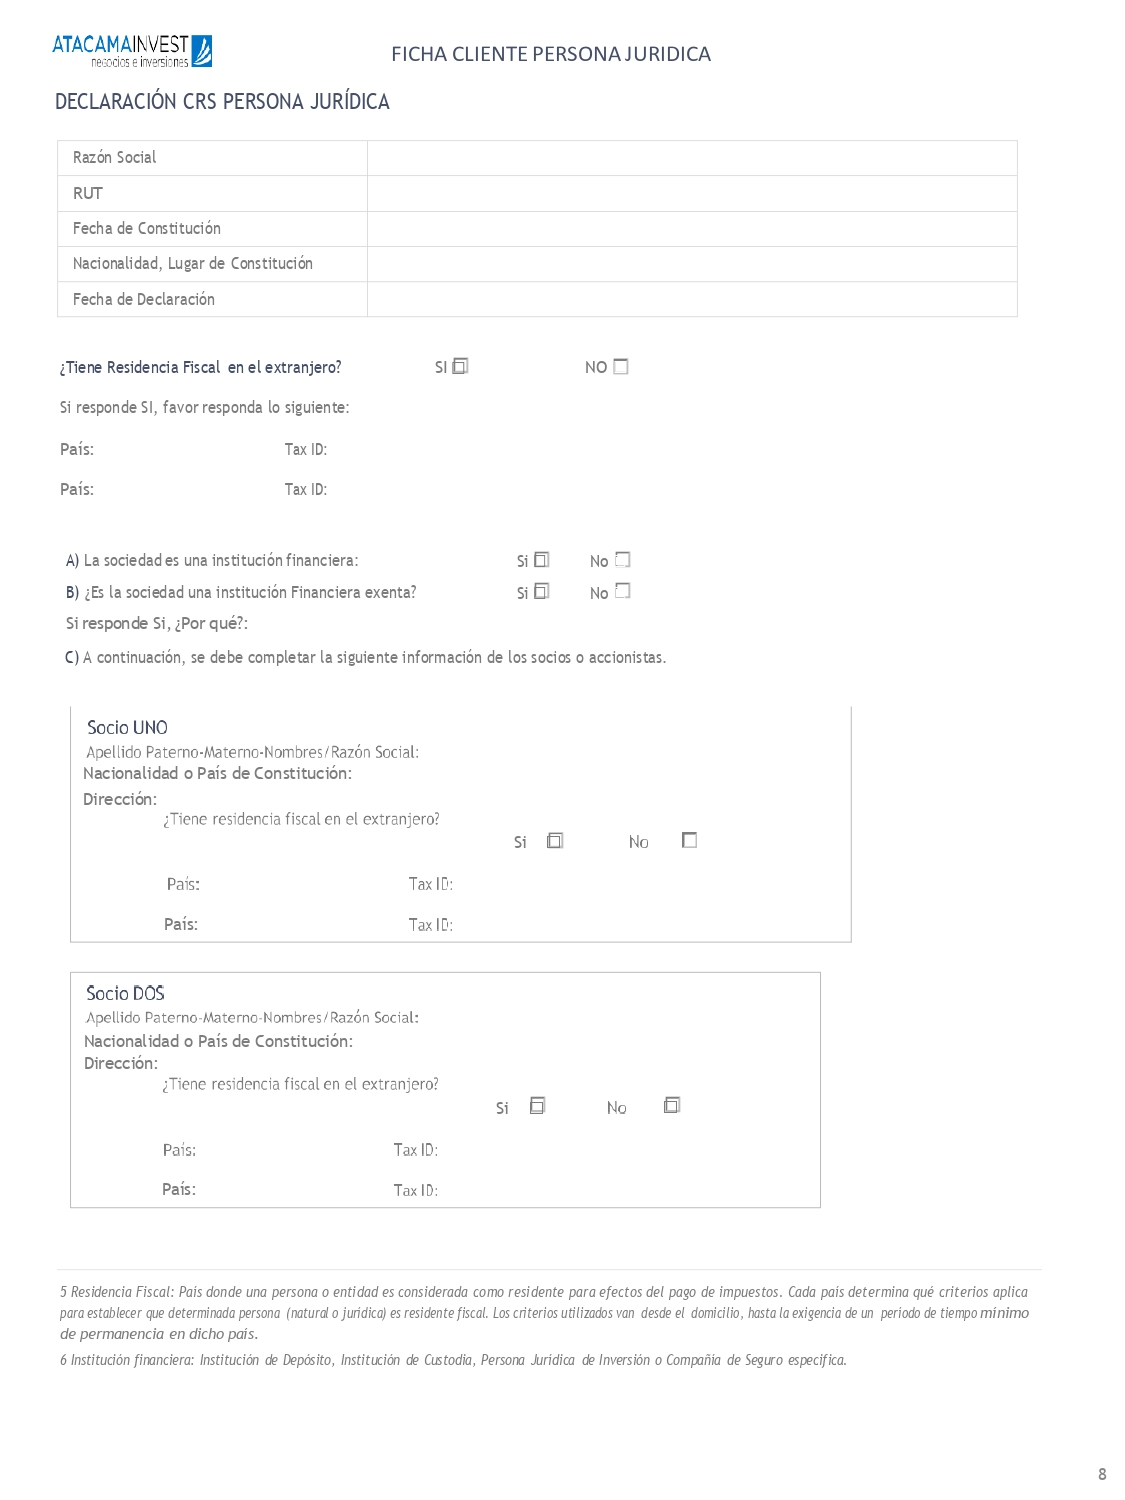 ATACAMAINVEST
negocios e inversiones
FICHA CLIENTE PERSONA JURIDICA
DECLARACIÓN CRS PERSONA JURÍDICA
Razón Social
RUT
Fecha de Constitución
Nacionalidad, Lugar de Constitución
Fecha de Declaración
¿Tiene Residencia Fiscal en el extranjero? SI NO
Si responde SI, favor responda lo siguiente:
País: Tax ID:
País: Tax ID:
A) La sociedad es una institución financiera: Si No
B) ¿Es la sociedad una institución Financiera exenta? Si No
Si responde Si, ¿Por qué?:
C) A continuación, se debe completar la siguiente información de los socios o accionistas.
Socio UNO
Apellido Paterno-Materno-Nombres/Razón Social:
Nacionalidad o País de Constitución:
Dirección:
¿Tiene residencia fiscal en el extranjero?
Si No
País: Tax ID:
País: Tax ID:
Socio DOS
Apellido Paterno-Materno-Nombres/Razón Social:
Nacionalidad o País de Constitución:
Dirección:
¿Tiene residencia fiscal en el extranjero?
Si No
País: Tax ID:
País: Tax ID:
5 Residencia Fiscal: País donde una persona o entidad es considerada como residente para efectos del pago de impuestos. Cada país determina qué criterios aplica
para establecer que determinada persona (natural o juridica) es residente fiscal. Los criterios utilizados van desde el domicilio, hasta la exigencia de un periodo de tiempo mínimo
de permanencia en dicho país.
6 Institución financiera: Institución de Depósito, Institución de Custodia, Persona Jurídica de Inversión o Compañía de Seguro especifica.
8